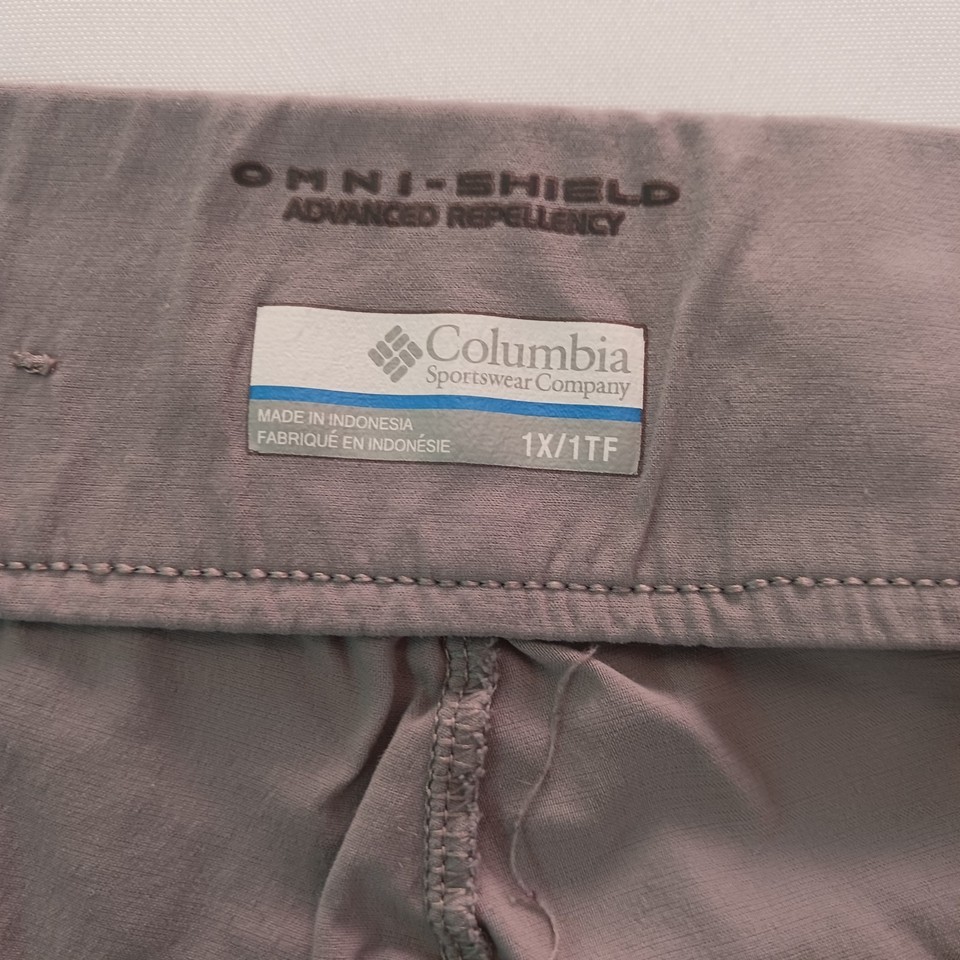 OMNI-SHIELD
ADVANCED REPELLENCY
Columbia
Sportswear Company
MADE IN INDONESIA
FABRIQUÉ EN INDONÉSIE
1X/1TF